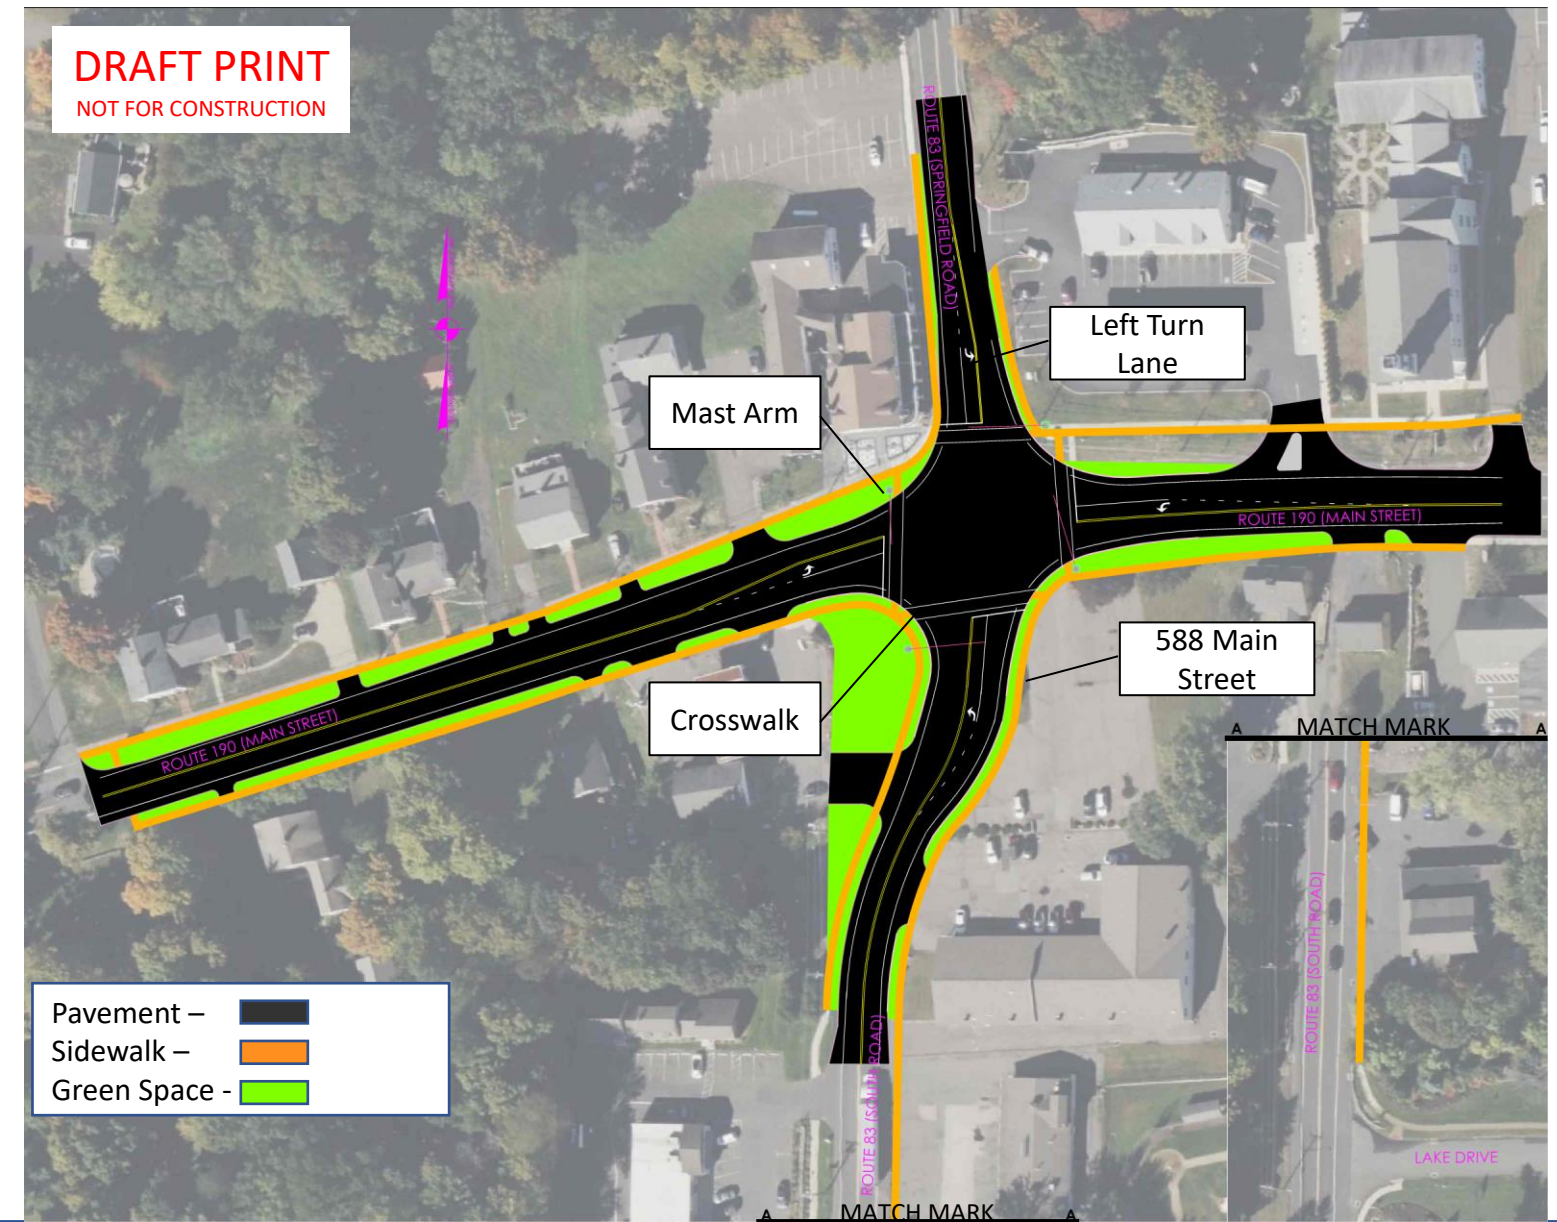 DRAFT PRINT
NOT FOR CONSTRUCTION
ROUTE 83 (SPRINGFIELD ROAD)
Left Turn
Lane
Mast Arm
ROUTE 190 (MAIN STREET)
588 Main
Street
Crosswalk
ROUTE 190 (MAIN STREET)
A MATCH MARK A
ROUTE 83 (SOUTH ROAD)
Pavement –
Sidewalk –
Green Space -
ROUTE 83 (SOUTH ROAD)
LAKE DRIVE
A MATCH MARK A